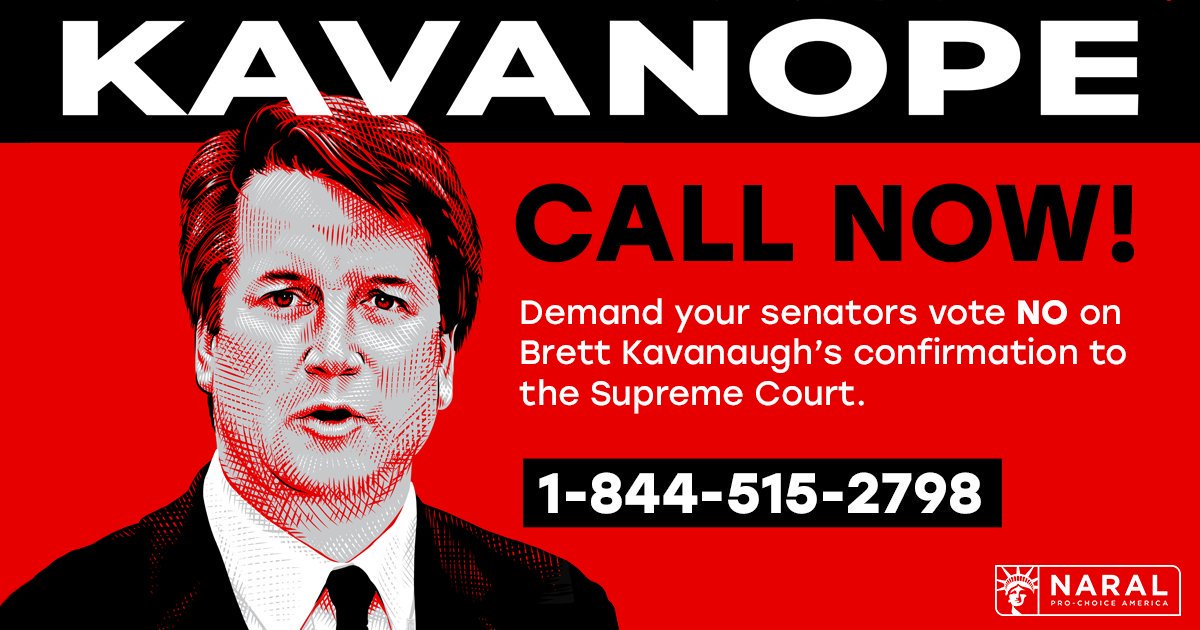 KAVANOPE
CALL NOW!
Demand your senators vote NO on
Brett Kavanaugh’s confirmation to
the Supreme Court.
1-844-515-2798
NARAL
PRO-CHOICE AMERICA